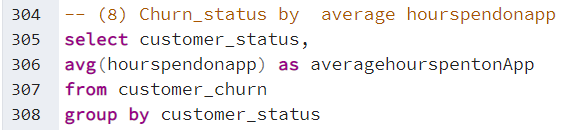 304 -- (8) Churn_status by  average hourspendonapp
305 select customer_status,
306 avg(hourspendonapp) as averagehourspentonApp
307 from customer_churn
308 group by customer_status